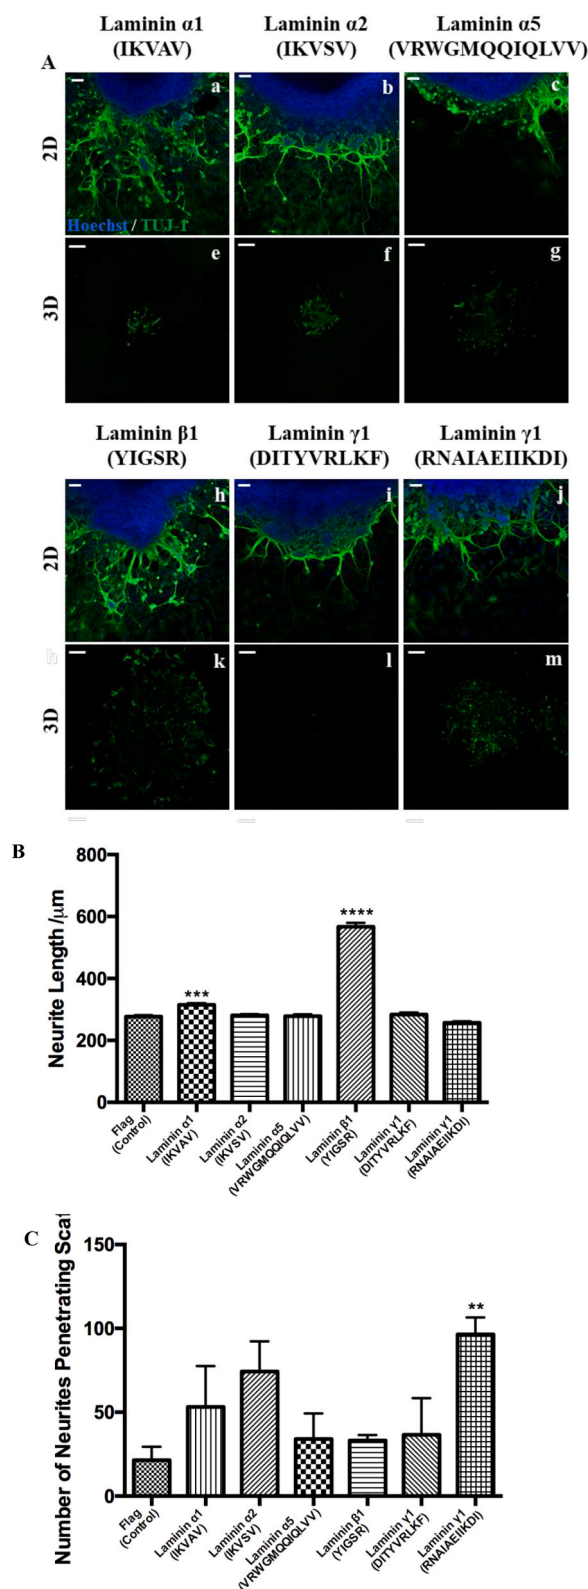 Laminin α1
(IKVAV)
Laminin α2
(IKVSV)
Laminin α5
(VRWGMQQIQLVV)
A
2D
a
b
c
Hoechst / TUJ-1
3D
e
f
g
Laminin β1
(YIGSR)
Laminin γ1
(DITYVRLKF)
Laminin γ1
(RNAIAEIIKDI)
2D
h
i
j
3D
k
l
m
B
Neurite Length /μm
800
600
400
200
0
***
****
Flag
(Control)
Laminin α1
(IKVAV)
Laminin α2
(IKVSV)
Laminin α5
(VRWGMQQIQLVV)
Laminin β1
(YIGSR)
Laminin γ1
(DITYVRLKF)
Laminin γ1
(RNAIAEIIKDI)
C
Number of Neurites Penetrating Scaf
150
100
50
0
**
Flag
(Control)
Laminin α1
(IKVAV)
Laminin α2
(IKVSV)
Laminin α5
(VRWGMQQIQLVV)
Laminin β1
(YIGSR)
Laminin γ1
(DITYVRLKF)
Laminin γ1
(RNAIAEIIKDI)